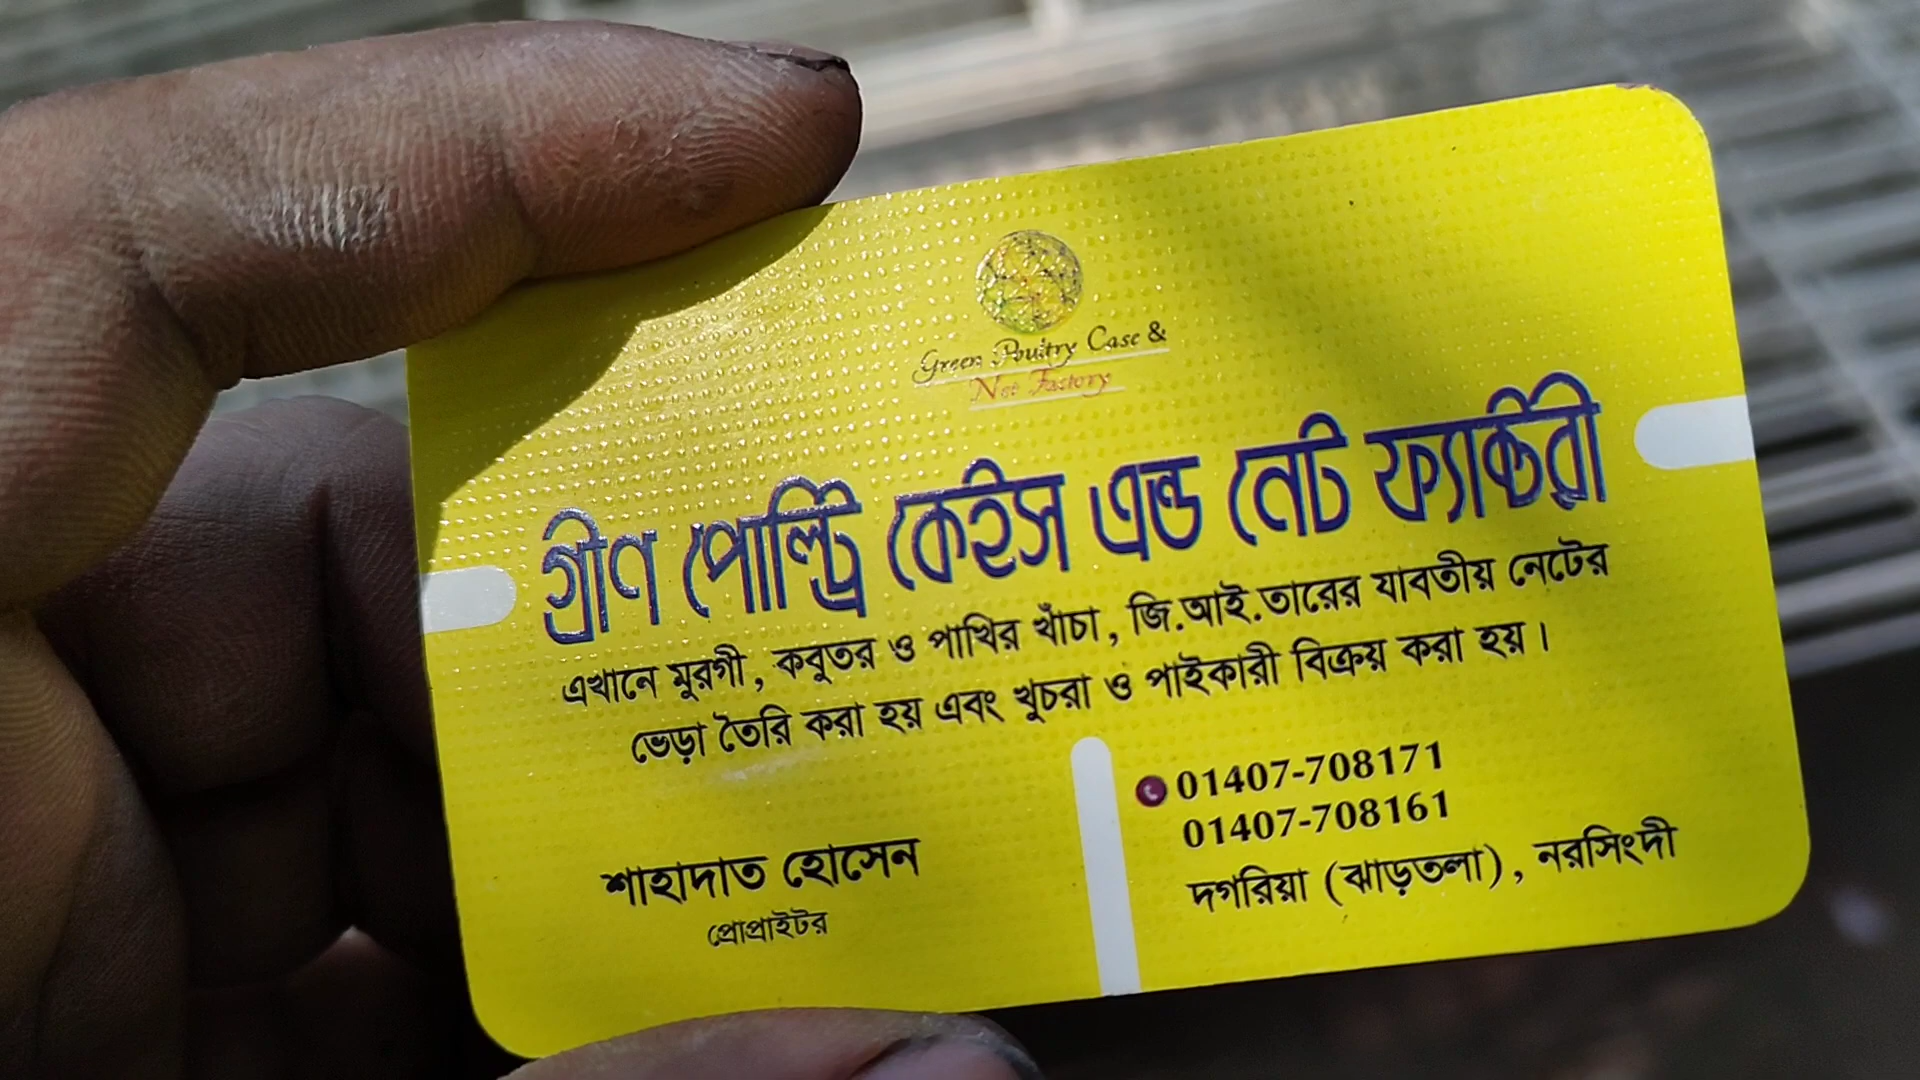 Green Poultry Case &
Net Factory
গ্রীণ পোল্ট্রি কেইস এন্ড নেট ফ্যাক্টরী
এখানে মুরগী, কবুতর ও পাখির খাঁচা, জি.আই.তারের যাবতীয় নেটের
ভেড়া তৈরি করা হয় এবং খুচরা ও পাইকারী বিক্রয় করা হয়।
শাহাদাত হোসেন
প্রোপ্রাইটর
01407-708171
01407-708161
দগরিয়া (ঝাড়তলা), নরসিংদী